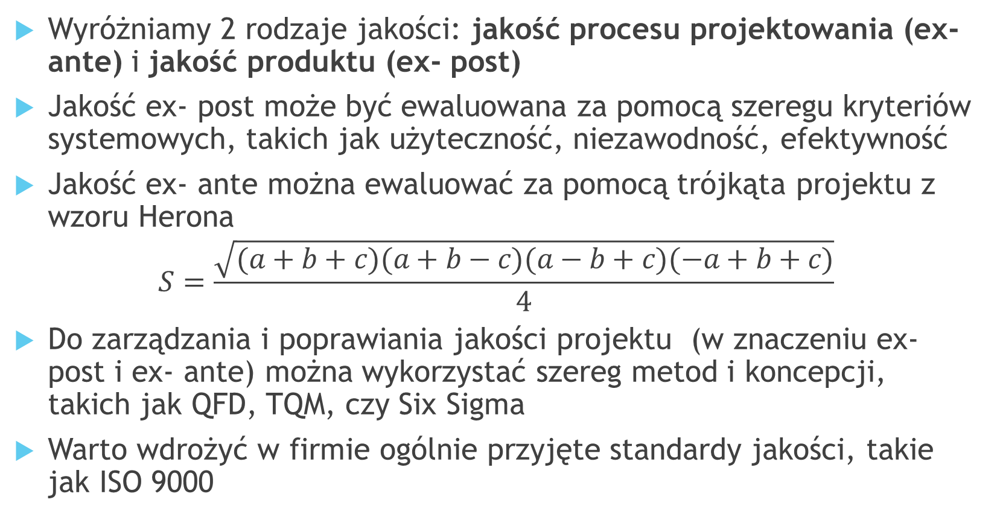 Wyróżniamy 2 rodzaje jakości: jakość procesu projektowania (ex-
ante) i jakość produktu (ex- post)
Jakość ex- post może być ewaluowana za pomocą szeregu kryteriów
systemowych, takich jak użyteczność, niezawodność, efektywność
Jakość ex- ante można ewaluować za pomocą trójkąta projektu z
wzoru Herona
S = √(a + b + c)(a + b − c)(a − b + c)(−a + b + c)
4
Do zarządzania i poprawiania jakości projektu  (w znaczeniu ex-
post i ex- ante) można wykorzystać szereg metod i koncepcji,
takich jak QFD, TQM, czy Six Sigma
Warto wdrożyć w firmie ogólnie przyjęte standardy jakości, takie
jak ISO 9000